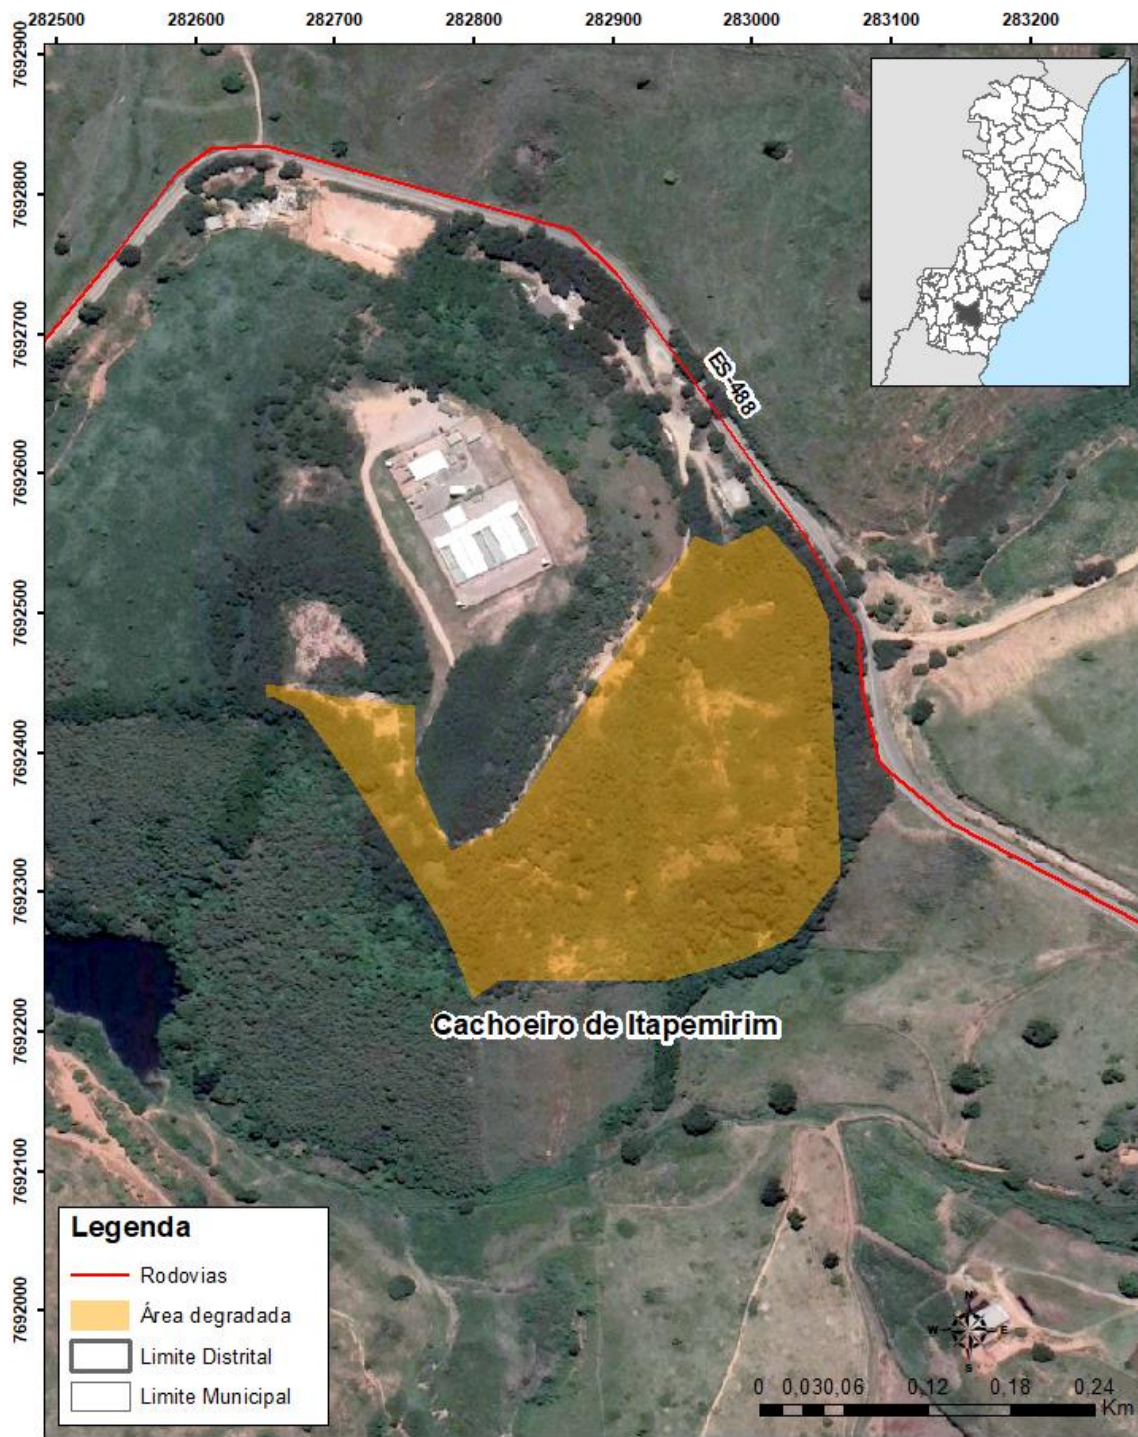 282500 282600 282700 282800 282900 283000 283100 283200
7692900
7692800
7692700
7692600
7692500
7692400
7692300
7692200
7692100
7692000
ES-488
Cachoeiro de Itapemirim
Legenda
Rodovias
Área degradada
Limite Distrital
Limite Municipal
N
W E
S
0 0,030,06 0,12 0,18 0,24
Km